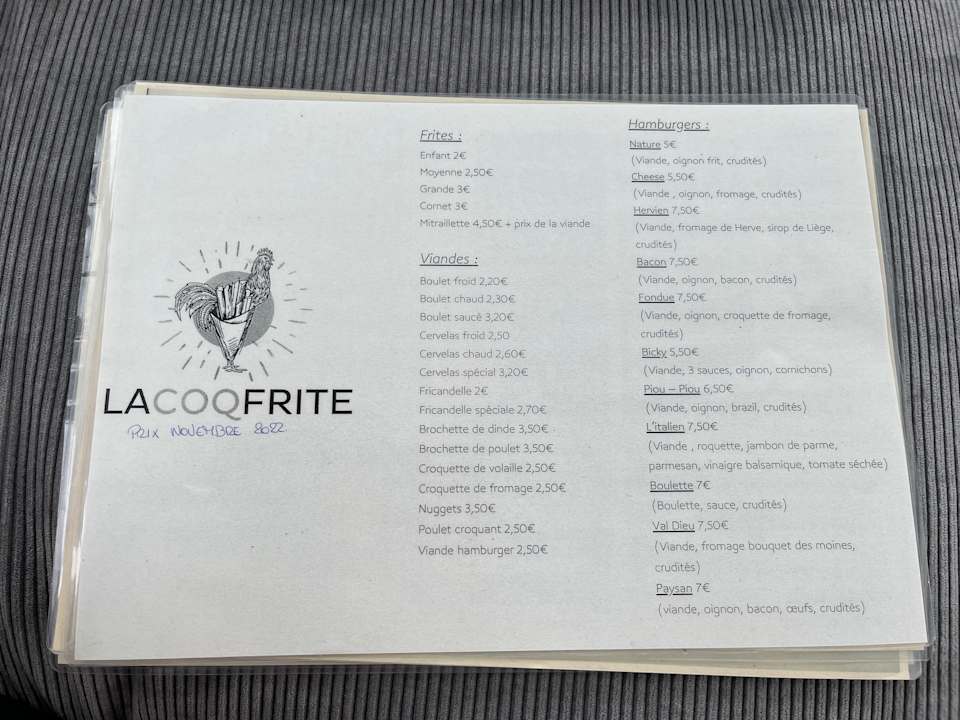 LACOQFRITE
PRIX NOVEMBRE 2022
Frites :
Enfant 2€
Moyenne 2,50€
Grande 3€
Cornet 3€
Mitraillette 4,50€ + prix de la viande
Viandes :
Boulet froid 2,20€
Boulet chaud 2,30€
Boulet saucé 3,20€
Cervelas froid 2,50
Cervelas chaud 2,60€
Cervelas spécial 3,20€
Fricandelle 2€
Fricandelle spéciale 2,70€
Brochette de dinde 3,50€
Brochette de poulet 3,50€
Croquette de volaille 2,50€
Croquette de fromage 2,50€
Nuggets 3,50€
Poulet croquant 2,50€
Viande hamburger 2,50€
Hamburgers :
Nature 5€
(Viande, oignon frit, crudités)
Cheese 5,50€
(Viande , oignon, fromage, crudités)
Hervien 7,50€
(Viande, fromage de Herve, sirop de Liège,
crudités)
Bacon 7,50€
(Viande, oignon, bacon, crudités)
Fondue 7,50€
(Viande, oignon, croquette de fromage,
crudités)
Bicky 5,50€
(Viande, 3 sauces, oignon, cornichons)
Piou – Piou 6,50€
(Viande, oignon, brazil, crudités)
L'italien 7,50€
(Viande , roquette, jambon de parme,
parmesan, vinaigre balsamique, tomate séchée)
Boulette 7€
(Boulette, sauce, crudités)
Val Dieu 7,50€
(Viande, fromage bouquet des moines,
crudités)
Paysan 7€
(viande, oignon, bacon, œufs, crudités)